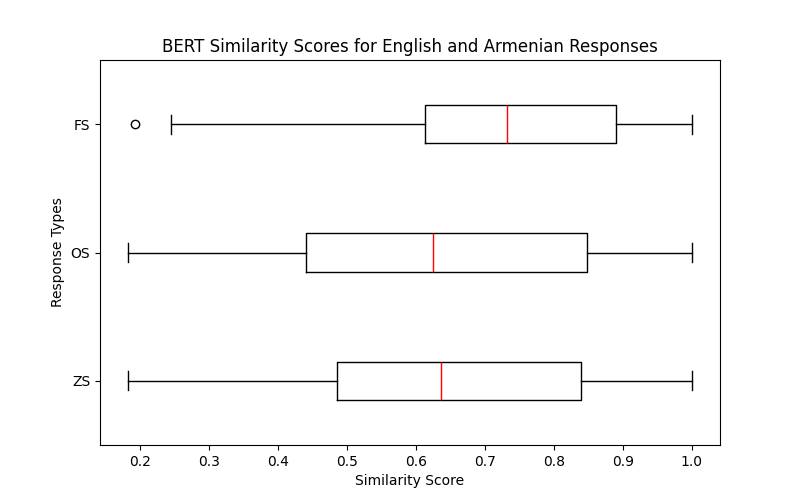 BERT Similarity Scores for English and Armenian Responses
FS
OS
ZS
Response Types
0.2 0.3 0.4 0.5 0.6 0.7 0.8 0.9 1.0
Similarity Score